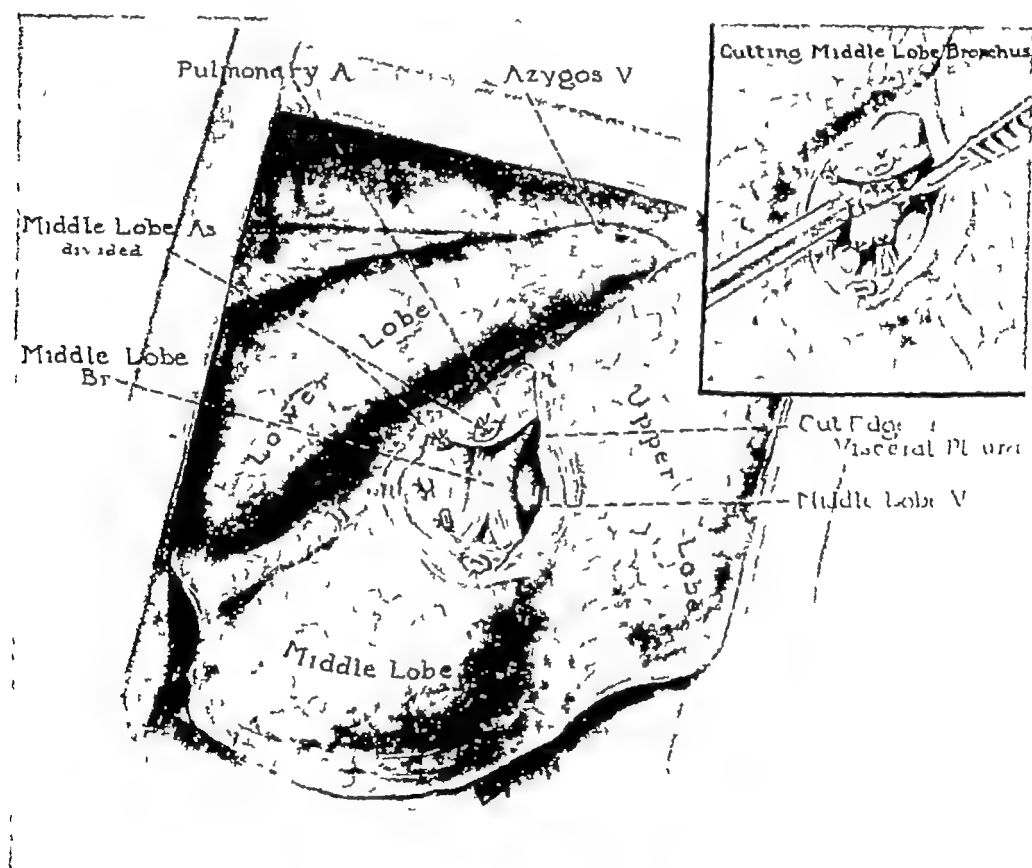 Pulmonary A
Azygos V
Cutting Middle Lobe Bronchus
Middle Lobe As
divided
Lobe
Middle Lobe
Br
Lower
Upper
Cut Edge
Visceral Pleura
Middle Lobe V
Lobe
Middle Lobe